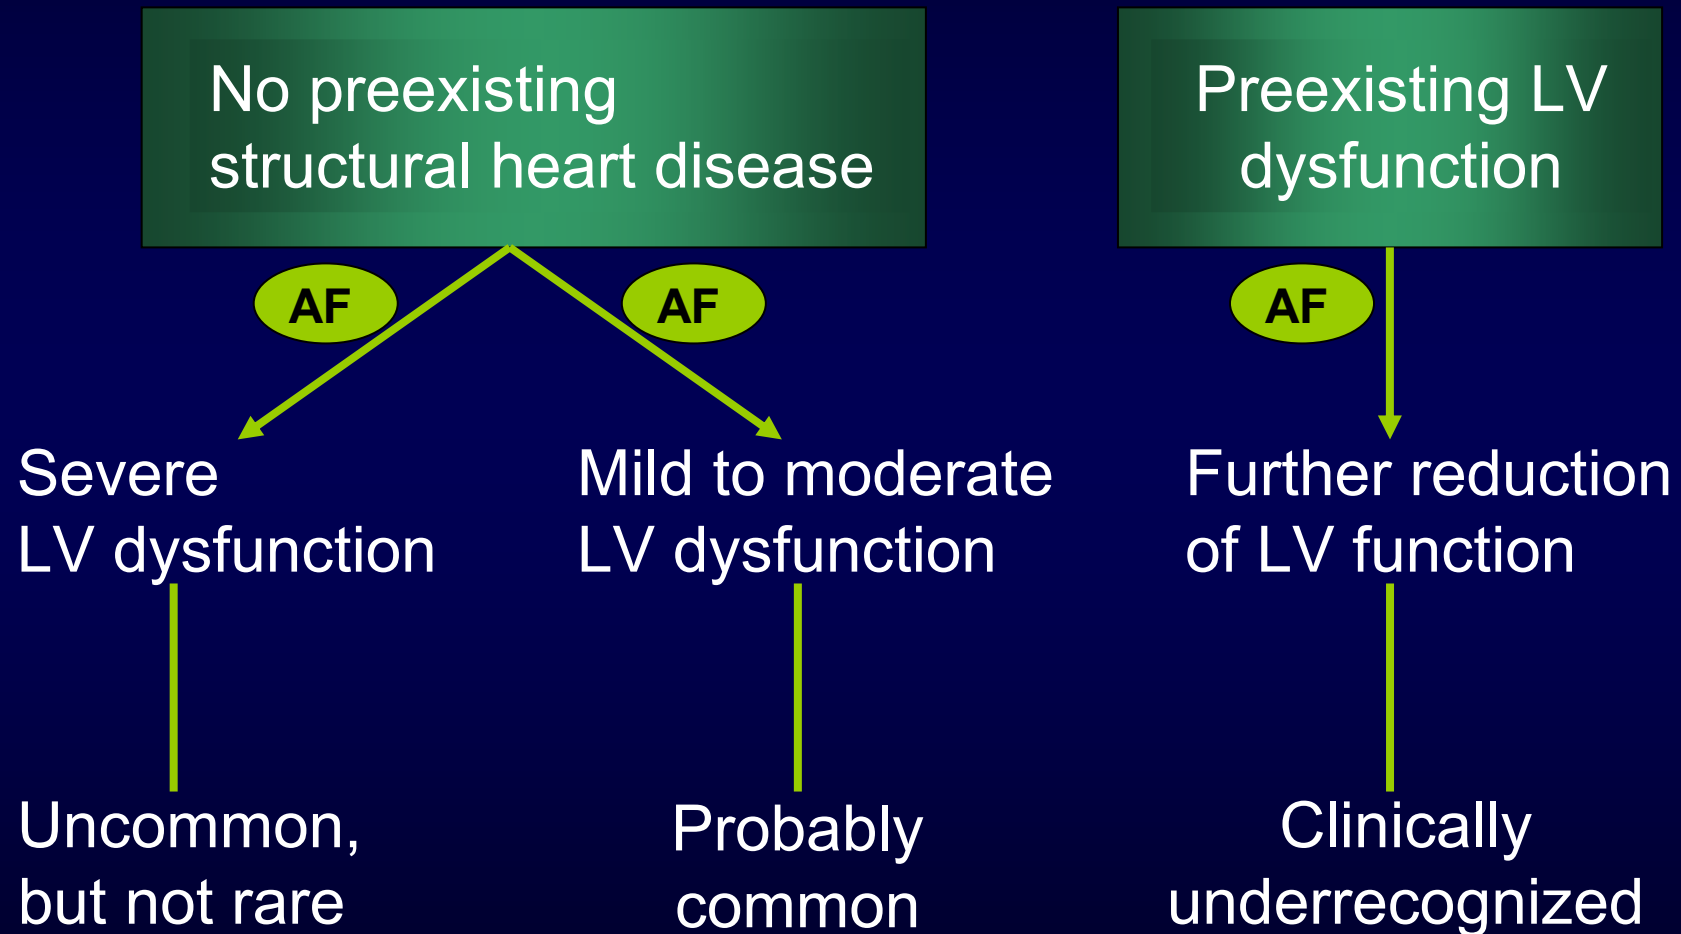 No preexisting
structural heart disease
Preexisting LV
dysfunction
AF
AF
AF
Severe
LV dysfunction
Mild to moderate
LV dysfunction
Further reduction
of LV function
Uncommon,
but not rare
Probably
common
Clinically
underrecognized